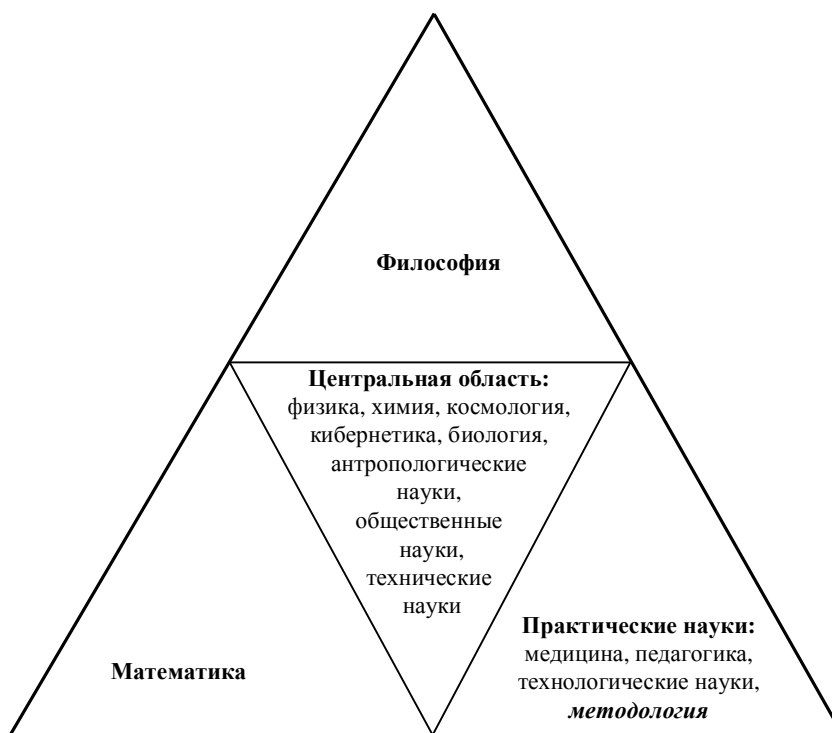 Философия
Центральная область:
физика, химия, космология,
кибернетика, биология,
антропологические
науки,
общественные
науки,
технические
науки
Математика
Практические науки:
медицина, педагогика,
технологические науки,
методология